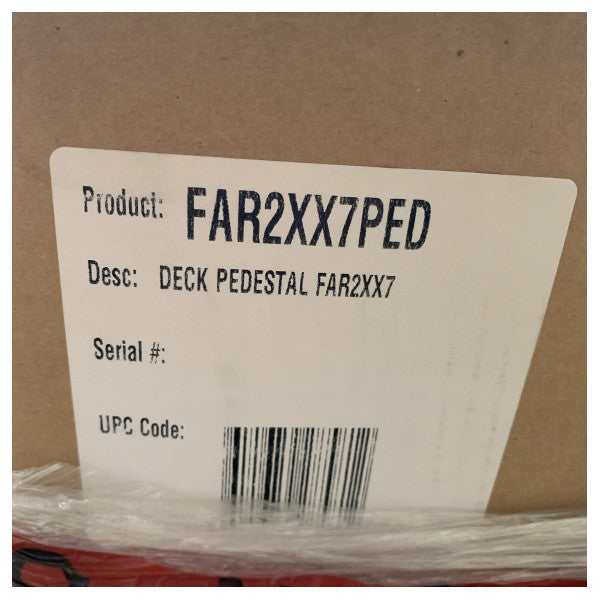 Product: FAR2XX7PED
Desc: DECK PEDESTAL FAR2XX7
Serial #:
UPC Code: